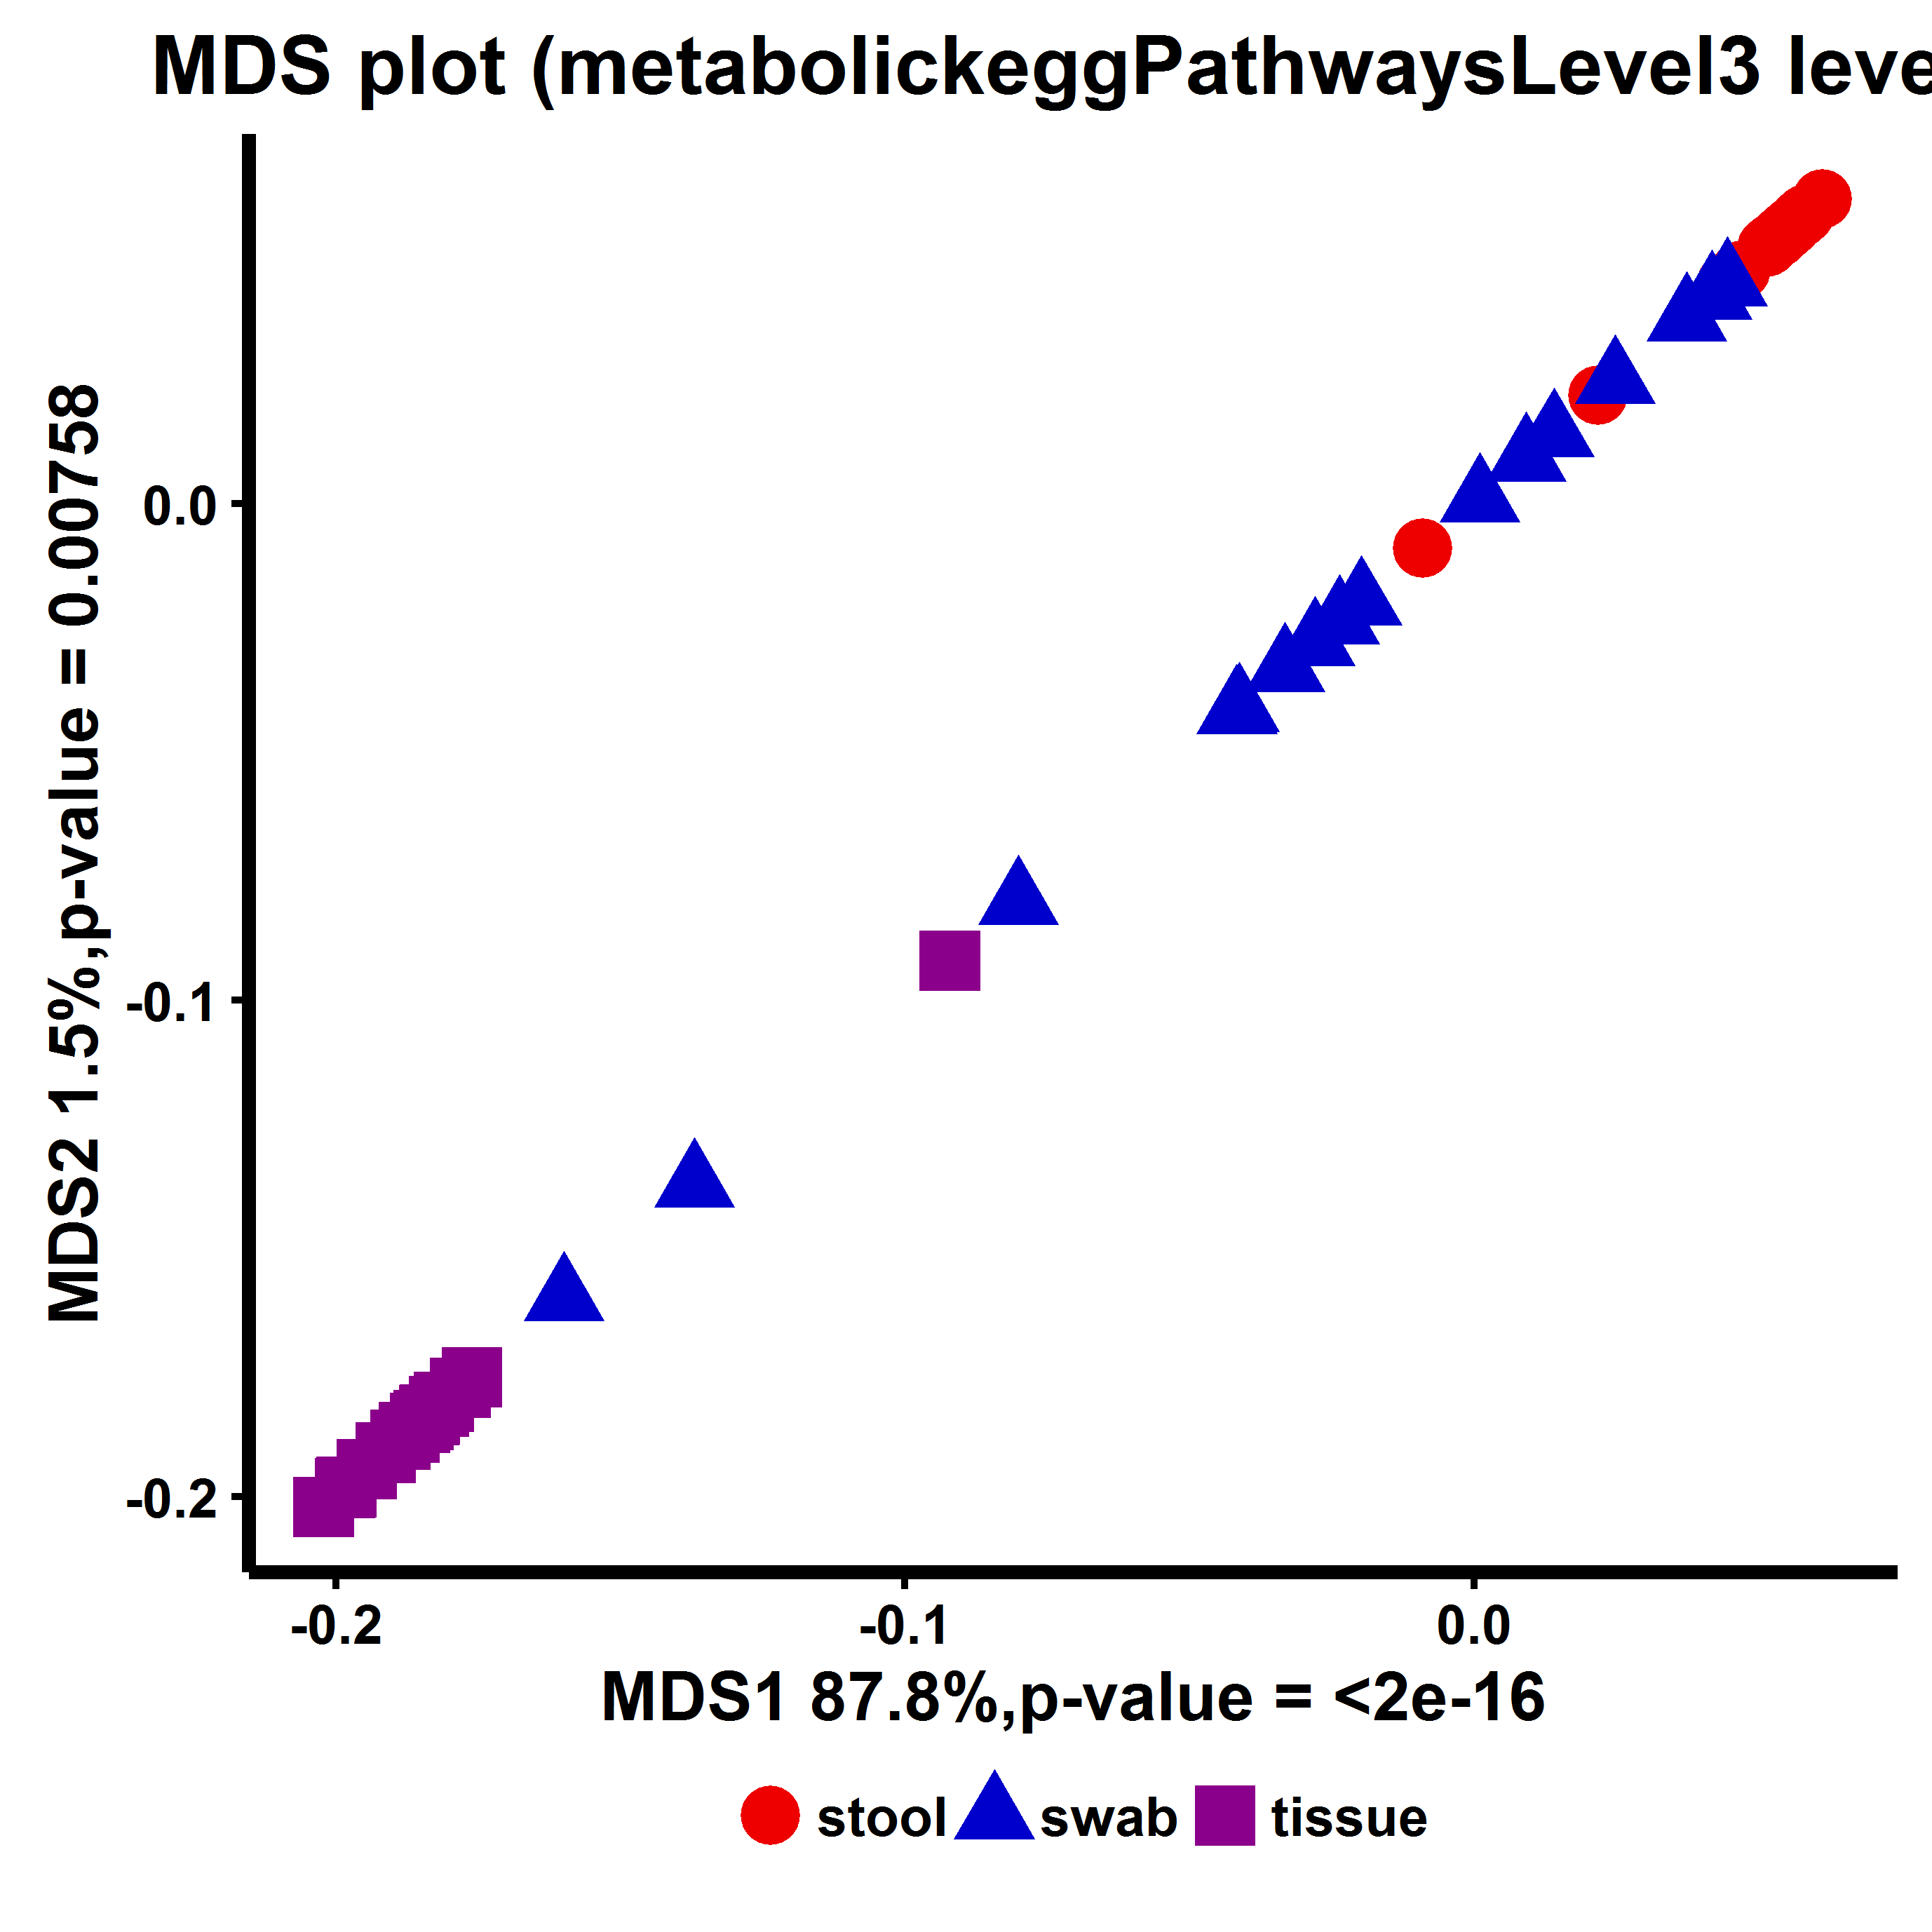 MDS plot (metabolickeggPathwaysLevel3 leve
MDS2 1.5%,p-value = 0.00758
0.0
-0.1
-0.2
-0.2 -0.1 0.0
MDS1 87.8%,p-value = <2e-16
stool swab tissue